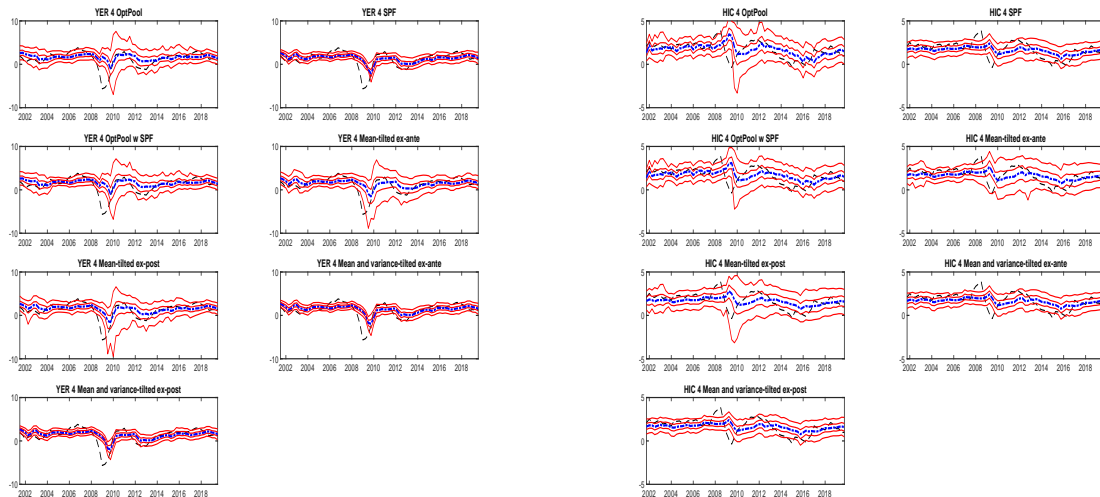 YER 4 OptPool
10
0
-10
2002 2004 2006 2008 2010 2012 2014 2016 2018
YER 4 SPF
10
0
-10
2002 2004 2006 2008 2010 2012 2014 2016 2018
HIC 4 OptPool
5
0
-5
2002 2004 2006 2008 2010 2012 2014 2016 2018
HIC 4 SPF
5
0
-5
2002 2004 2006 2008 2010 2012 2014 2016 2018
YER 4 OptPool w SPF
10
0
-10
2002 2004 2006 2008 2010 2012 2014 2016 2018
YER 4 Mean-tilted ex-ante
10
0
-10
2002 2004 2006 2008 2010 2012 2014 2016 2018
HIC 4 OptPool w SPF
5
0
-5
2002 2004 2006 2008 2010 2012 2014 2016 2018
HIC 4 Mean-tilted ex-ante
5
0
-5
2002 2004 2006 2008 2010 2012 2014 2016 2018
YER 4 Mean-tilted ex-post
10
0
-10
2002 2004 2006 2008 2010 2012 2014 2016 2018
YER 4 Mean and variance-tilted ex-ante
10
0
-10
2002 2004 2006 2008 2010 2012 2014 2016 2018
HIC 4 Mean-tilted ex-post
5
0
-5
2002 2004 2006 2008 2010 2012 2014 2016 2018
HIC 4 Mean and variance-tilted ex-ante
5
0
-5
2002 2004 2006 2008 2010 2012 2014 2016 2018
YER 4 Mean and variance-tilted ex-post
10
0
-10
2002 2004 2006 2008 2010 2012 2014 2016 2018
HIC 4 Mean and variance-tilted ex-post
5
0
-5
2002 2004 2006 2008 2010 2012 2014 2016 2018